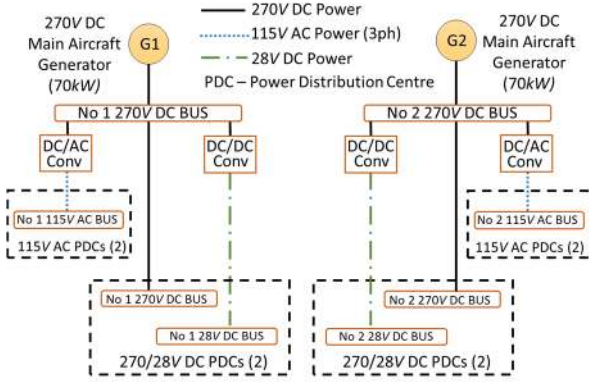 270V DC
Main Aircraft
Generator
(70kW)
G1
270V DC Power
115V AC Power (3ph)
28V DC Power
PDC – Power Distribution Centre
G2
270V DC
Main Aircraft
Generator
(70kW)
No 1 270V DC BUS
No 2 270V DC BUS
DC/AC
Conv
DC/DC
Conv
DC/DC
Conv
DC/AC
Conv
No 1 115V AC BUS
115V AC PDCs (2)
No 2 115V AC BUS
115V AC PDCs (2)
No 1 270V DC BUS
No 1 28V DC BUS
270/28V DC PDCs (2)
No 2 270V DC BUS
No 2 28V DC BUS
270/28V DC PDCs (2)